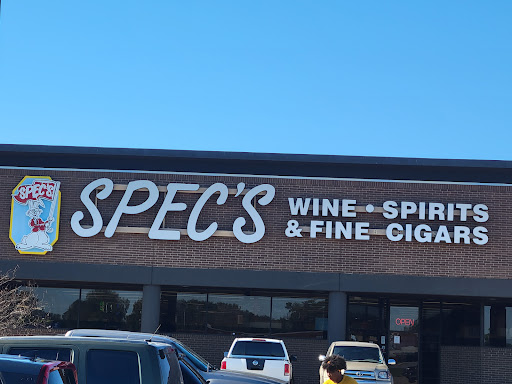 SPEC'S
SPEC'S
WINE • SPIRITS
& FINE CIGARS
OPEN